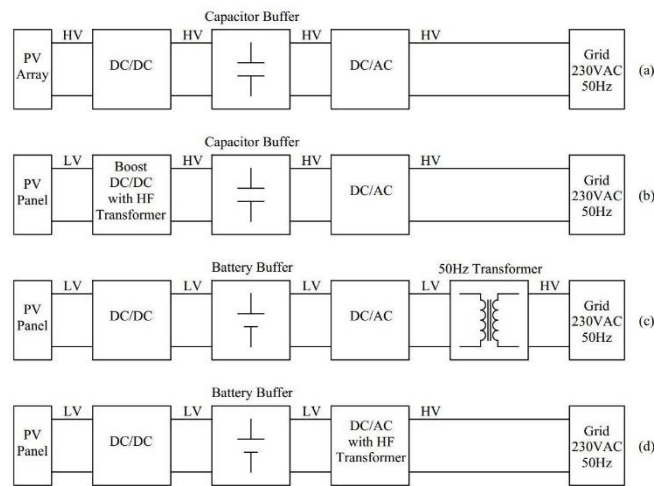 Capacitor Buffer
PV
Array
HV
DC/DC
HV
HV
DC/AC
HV
Grid
230VAC
50Hz
(a)
Capacitor Buffer
PV
Panel
LV
Boost
DC/DC
with HF
Transformer
HV
HV
DC/AC
HV
Grid
230VAC
50Hz
(b)
Battery Buffer
50Hz Transformer
PV
Panel
LV
DC/DC
LV
LV
DC/AC
LV
HV
Grid
230VAC
50Hz
(c)
Battery Buffer
PV
Panel
LV
DC/DC
LV
LV
DC/AC
with HF
Transformer
HV
Grid
230VAC
50Hz
(d)